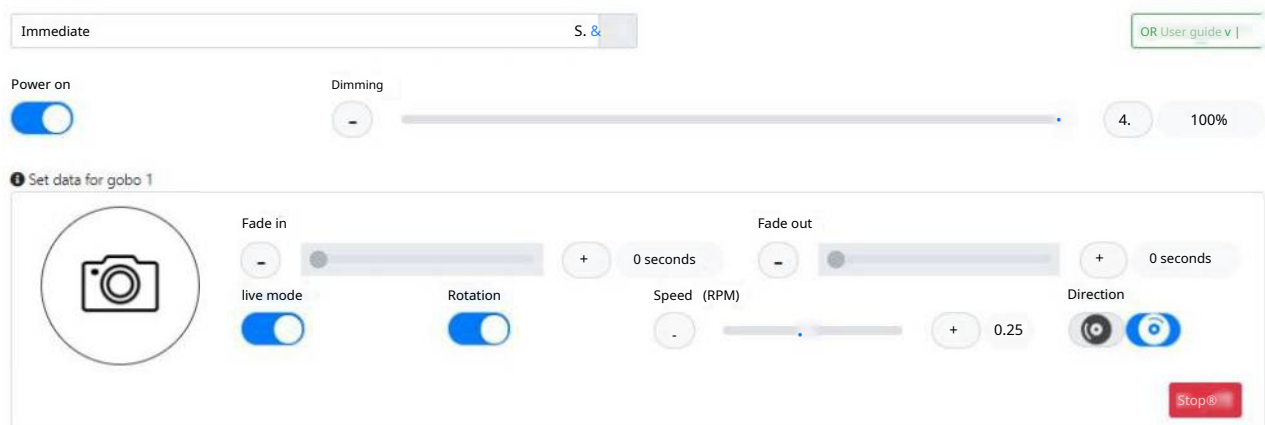 Immediate S. &
OR User guide v |
Power on
Dimming
-
4.
100%
Set data for gobo 1
Fade in
Fade out
-
+
0 seconds
-
+
0 seconds
live mode
Rotation
Speed (RPM)
Direction
-
+
0.25
Stop®